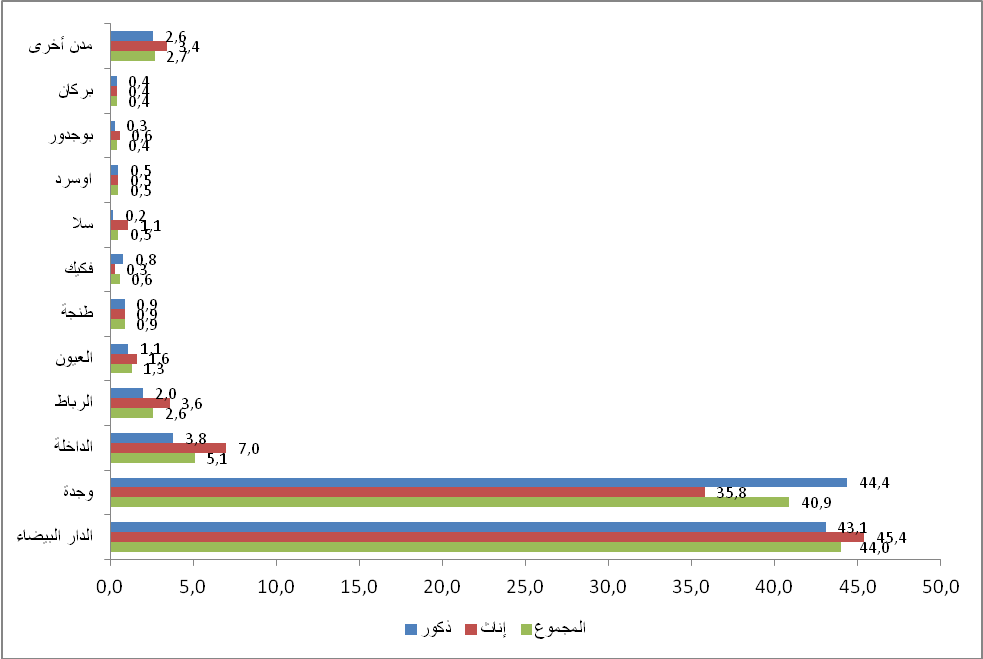 مدن أخرى
2,6
3,4
2,7
بركان
0,4
0,4
0,4
بوجدور
0,3
0,6
0,4
اوسرد
0,5
0,5
0,5
سلا
0,2
1,1
0,5
فكيك
0,8
0,3
0,6
طنجة
0,9
0,9
0,9
العيون
1,1
1,6
1,3
الرباط
2,0
3,6
2,6
الداخلة
3,8
7,0
5,1
وجدة
44,4
35,8
40,9
الدار البيضاء
43,1
45,4
44,0
0,0 5,0 10,0 15,0 20,0 25,0 30,0 35,0 40,0 45,0 50,0
ذكور إناث المجموع